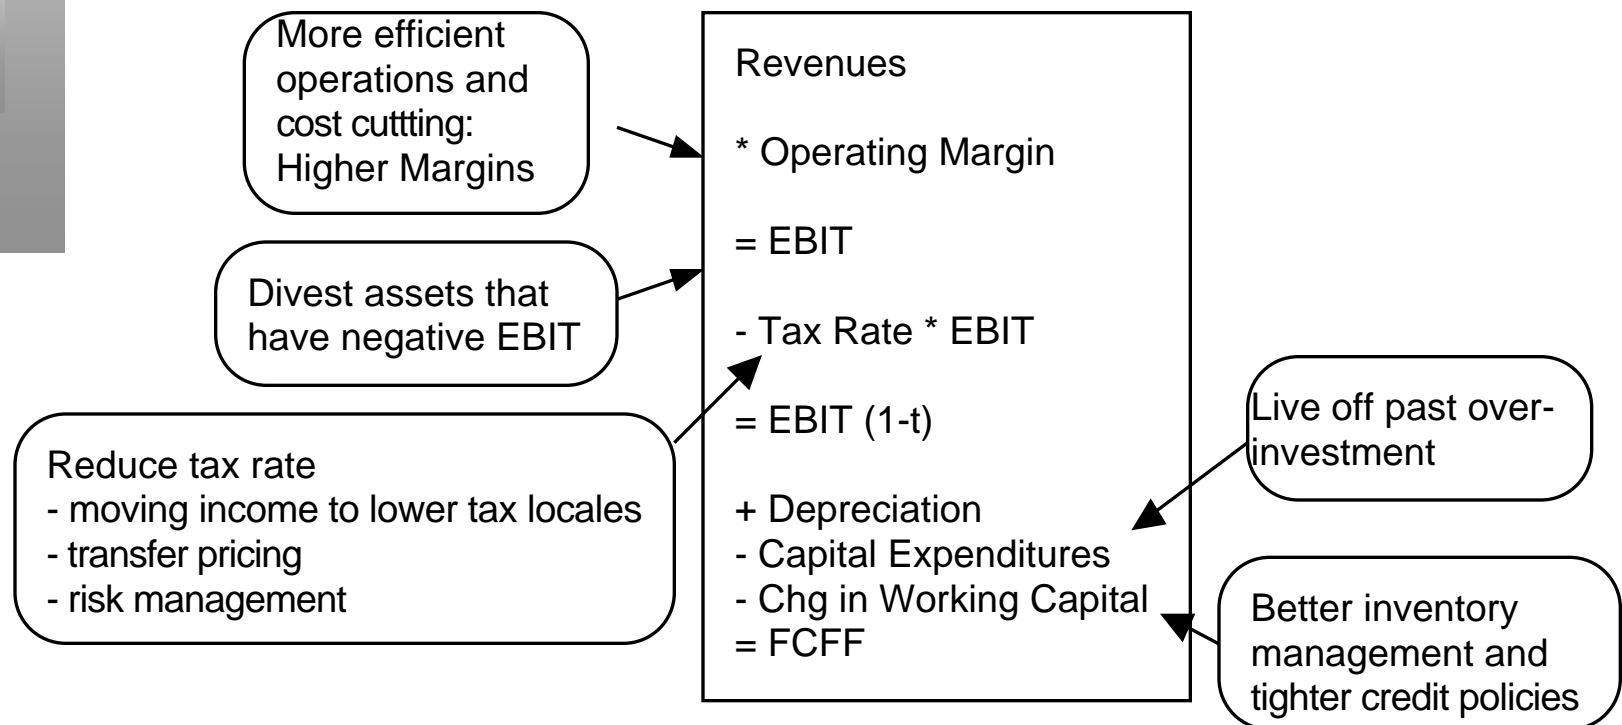 More efficient
operations and
cost cuttting:
Higher Margins
Divest assets that
have negative EBIT
Reduce tax rate
- moving income to lower tax locales
- transfer pricing
- risk management
Revenues
* Operating Margin
= EBIT
- Tax Rate * EBIT
= EBIT (1-t)
+ Depreciation
- Capital Expenditures
- Chg in Working Capital
= FCFF
Live off past over-
investment
Better inventory
management and
tighter credit policies